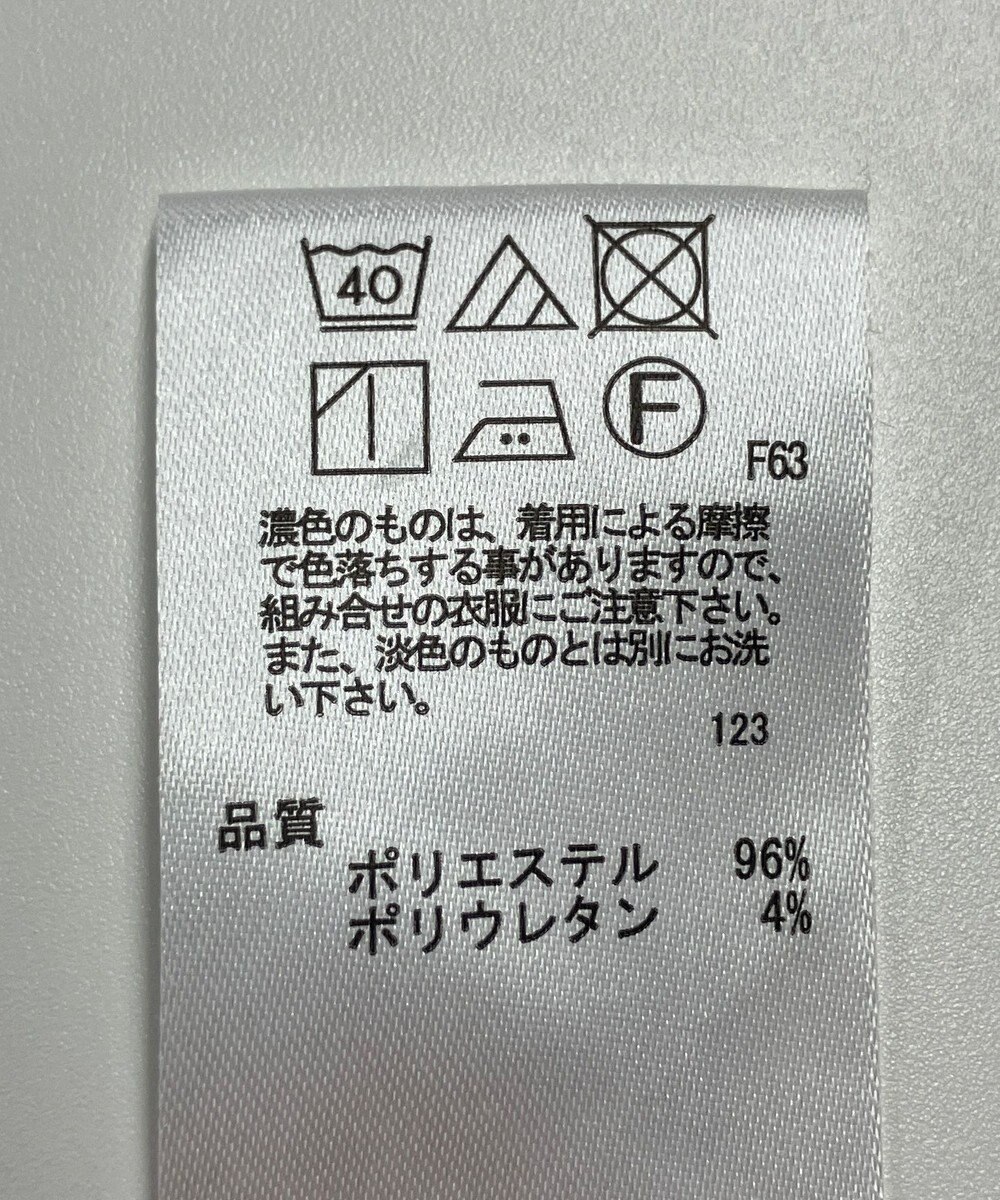 40
F
F63
濃色のものは、着用による摩擦
で色落ちする事がありますので、
組み合せの衣服にご注意下さい。
また、淡色のものとは別にお洗
い下さい。
123
品質
ポリエステル 96%
ポリウレタン 4%